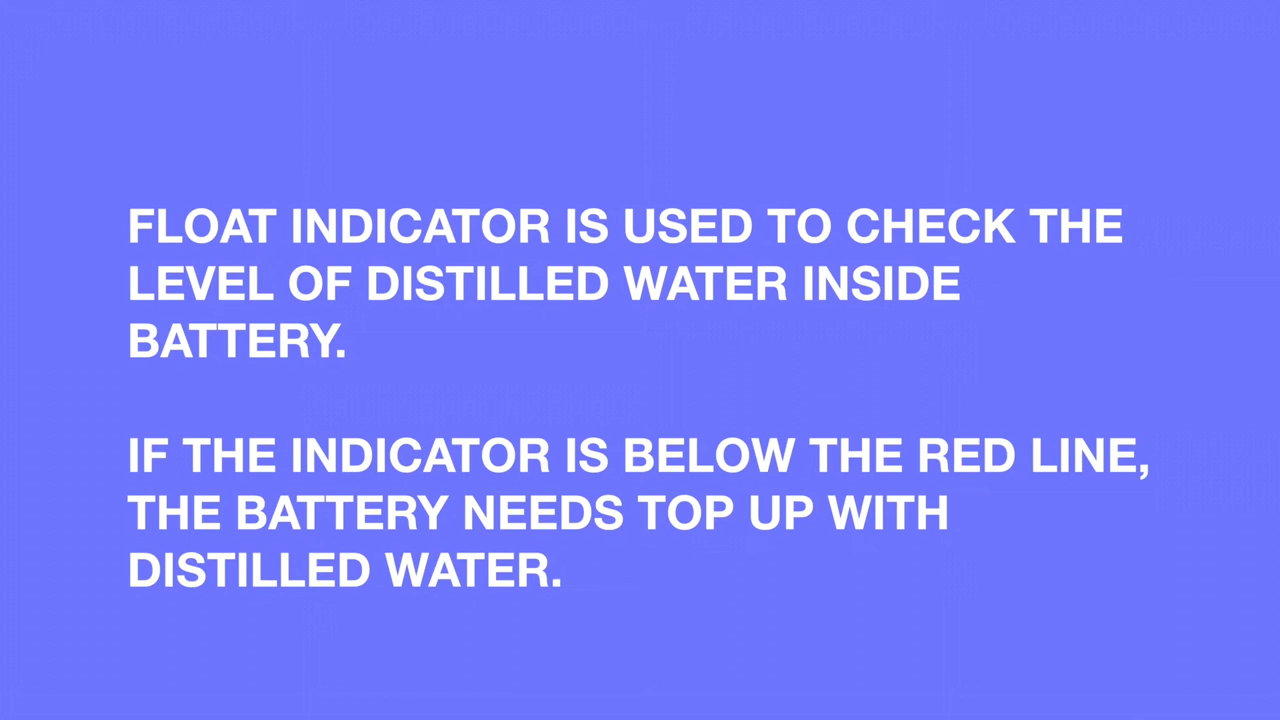 FLOAT INDICATOR IS USED TO CHECK THE
LEVEL OF DISTILLED WATER INSIDE
BATTERY.
IF THE INDICATOR IS BELOW THE RED LINE,
THE BATTERY NEEDS TOP UP WITH
DISTILLED WATER.